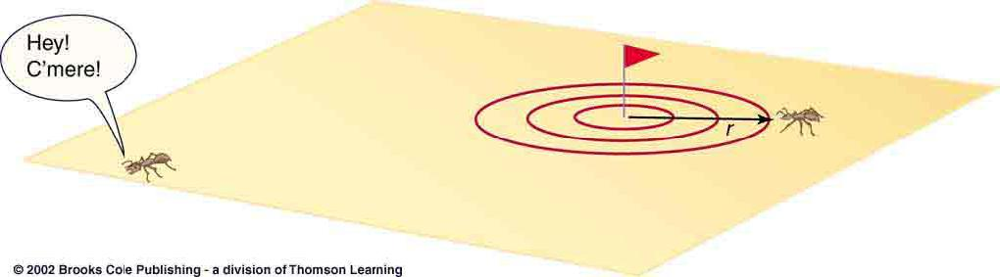 Hey!
C'mere!
r
© 2002 Brooks Cole Publishing - a division of Thomson Learning